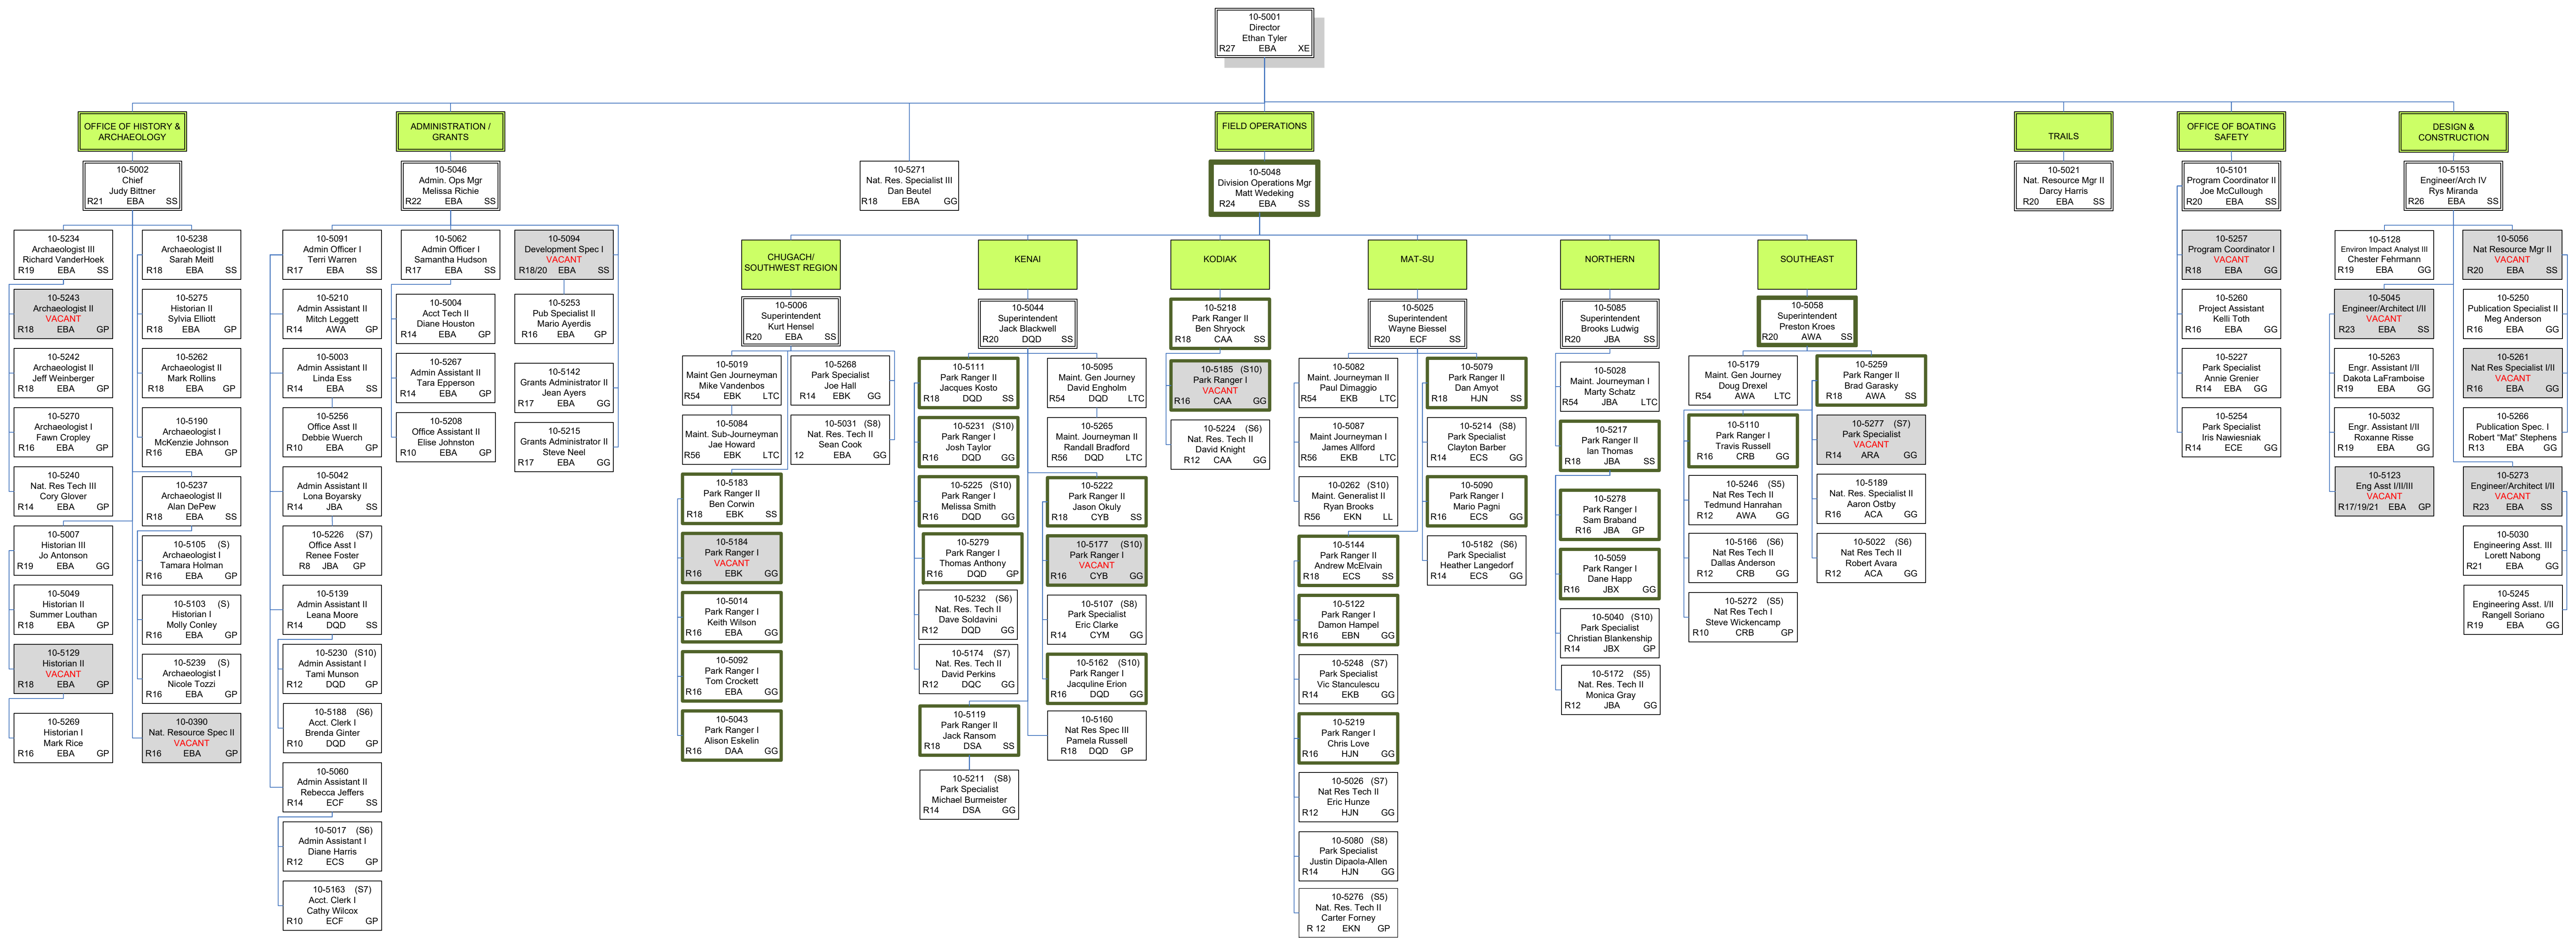 10-5001
Director
Ethan Tyler
R27 EBA XE
OFFICE OF HISTORY &
ARCHAEOLOGY
10-5002
Chief
Judy Bittner
R21 EBA SS
10-5234
Archaeologist III
Richard VanderHoek
R19 EBA SS
10-5243
Archaeologist II
VACANT
R18 EBA GP
10-5242
Archaeologist II
Jeff Weinberger
R18 EBA GP
10-5270
Archaeologist I
Fawn Cropley
R16 EBA GP
10-5240
Nat. Res Tech III
Cory Glover
R14 EBA GP
10-5007
Historian III
Jo Antonson
R19 EBA GG
10-5049
Historian II
Summer Louthan
R18 EBA GP
10-5129
Historian II
VACANT
R18 EBA GP
10-5269
Historian I
Mark Rice
R16 EBA GP
10-5238
Archaeologist II
Sarah Meitl
R18 EBA SS
10-5275
Historian II
Sylvia Elliott
R18 EBA GP
10-5262
Archaeologist II
Mark Rollins
R18 EBA GP
10-5190
Archaeologist I
McKenzie Johnson
R16 EBA GP
10-5237
Archaeologist II
Alan DePew
R18 EBA SS
10-5105 (S)
Archaeologist I
Tamara Holman
R16 EBA GP
10-5103 (S)
Historian I
Molly Conley
R16 EBA GP
10-5239 (S)
Archaeologist I
Nicole Tozzi
R16 EBA GP
10-0390
Nat. Resource Spec II
VACANT
R16 EBA GP
ADMINISTRATION /
GRANTS
10-5046
Admin. Ops Mgr
Melissa Richie
R22 EBA SS
10-5091
Admin Officer I
Terri Warren
R17 EBA SS
10-5210
Admin Assistant II
Mitch Leggett
R14 AWA GP
10-5003
Admin Assistant II
Linda Ess
R14 EBA SS
10-5256
Office Asst II
Debbie Wuerch
R10 EBA GP
10-5042
Admin Assistant II
Lona Boyarsky
R14 JBA SS
10-5226 (S7)
Office Asst I
Renee Foster
R8 JBA GP
10-5139
Admin Assistant II
Leana Moore
R14 DQD SS
10-5230 (S10)
Admin Assistant I
Tami Munson
R12 DQD GP
10-5188 (S6)
Acct. Clerk I
Brenda Ginter
R10 DQD GP
10-5060
Admin Assistant II
Rebecca Jeffers
R14 ECF SS
10-5017 (S6)
Admin Assistant I
Diane Harris
R12 ECS GP
10-5163 (S7)
Acct. Clerk I
Cathy Wilcox
R10 ECF GP
10-5062
Admin Officer I
Samantha Hudson
R17 EBA SS
10-5004
Acct Tech II
Diane Houston
R14 EBA GP
10-5267
Admin Assistant II
Tara Epperson
R14 EBA GP
10-5208
Office Assistant II
Elise Johnston
R10 EBA GP
10-5094
Development Spec I
VACANT
R18/20 EBA SS
10-5253
Pub Specialist II
Mario Ayerdis
R16 EBA GP
10-5142
Grants Administrator II
Jean Ayers
R17 EBA GG
10-5215
Grants Administrator II
Steve Neel
R17 EBA GG
10-5271
Nat. Res. Specialist III
Dan Beutel
R18 EBA GG
FIELD OPERATIONS
10-5048
Division Operations Mgr
Matt Wedeking
R24 EBA SS
CHUGACH/
SOUTHWEST REGION
10-5006
Superintendent
Kurt Hensel
R20 EBA SS
10-5019
Maint Gen Journeyman
Mike Vandenbos
R54 EBK LTC
10-5084
Maint. Sub-Journeyman
Jae Howard
R56 EBK LTC
10-5183
Park Ranger II
Ben Corwin
R18 EBK SS
10-5184
Park Ranger I
VACANT
R16 EBK GG
10-5014
Park Ranger I
Keith Wilson
R16 EBA GG
10-5092
Park Ranger I
Tom Crockett
R16 EBA GG
10-5043
Park Ranger I
Alison Eskelin
R16 DAA GG
10-5268
Park Specialist
Joe Hall
R14 EBK GG
10-5031 (S8)
Nat. Res. Tech II
Sean Cook
12 EBA GG
KENAI
10-5044
Superintendent
Jack Blackwell
R20 DQD SS
10-5111
Park Ranger II
Jacques Kosto
R18 DQD SS
10-5231 (S10)
Park Ranger I
Josh Taylor
R16 DQD GG
10-5225 (S10)
Park Ranger I
Melissa Smith
R16 DQD GG
10-5279
Park Ranger I
Thomas Anthony
R16 DQD GP
10-5232 (S6)
Nat. Res. Tech II
Dave Soldavini
R12 DQD GG
10-5174 (S7)
Nat. Res. Tech II
David Perkins
R12 DQC GG
10-5119
Park Ranger II
Jack Ransom
R18 DSA SS
10-5211 (S8)
Park Specialist
Michael Burmeister
R14 DSA GG
10-5095
Maint. Gen Journey
David Engholm
R54 DQD LTC
10-5265
Maint. Journeyman II
Randall Bradford
R56 DQD LTC
10-5222
Park Ranger II
Jason Okuly
R18 CYB SS
10-5177 (S10)
Park Ranger I
VACANT
R16 CYB GG
10-5107 (S8)
Park Specialist
Eric Clarke
R14 CYM GG
10-5162 (S10)
Park Ranger I
Jacquline Erion
R16 DQD GG
10-5160
Nat Res Spec III
Pamela Russell
R18 DQD GP
KODIAK
10-5218
Park Ranger II
Ben Shryock
R18 CAA SS
10-5185 (S10)
Park Ranger I
VACANT
R16 CAA GG
10-5224 (S6)
Nat. Res. Tech II
David Knight
R12 CAA GG
MAT-SU
10-5025
Superintendent
Wayne Biessel
R20 ECF SS
10-5082
Maint. Journeyman II
Paul Dimaggio
R54 EKB LTC
10-5087
Maint Journeyman I
James Allford
R56 EKB LTC
10-0262 (S10)
Maint. Generalist II
Ryan Brooks
R56 EKN LL
10-5144
Park Ranger II
Andrew McElvain
R18 ECS SS
10-5122
Park Ranger I
Damon Hampel
R16 EBN GG
10-5248 (S7)
Park Specialist
Vic Stanculescu
R14 EKB GG
10-5219
Park Ranger I
Chris Love
R16 HJN GG
10-5026 (S7)
Nat Res Tech II
Eric Hunze
R12 HJN GG
10-5080 (S8)
Park Specialist
Justin Dipaola-Allen
R14 HJN GG
10-5276 (S5)
Nat. Res. Tech II
Carter Forney
R 12 EKN GP
10-5079
Park Ranger II
Dan Amyot
R18 HJN SS
10-5214 (S8)
Park Specialist
Clayton Barber
R14 ECS GG
10-5090
Park Ranger I
Mario Pagni
R16 ECS GG
10-5182 (S6)
Park Specialist
Heather Langedorf
R14 ECS GG
NORTHERN
10-5085
Superintendent
Brooks Ludwig
R20 JBA SS
10-5028
Maint. Journeyman I
Marty Schatz
R54 JBA LTC
10-5217
Park Ranger II
Ian Thomas
R18 JBA SS
10-5278
Park Ranger I
Sam Braband
R16 JBA GP
10-5059
Park Ranger I
Dane Happ
R16 JBX GG
10-5040 (S10)
Park Specialist
Christian Blankenship
R14 JBX GP
10-5172 (S5)
Nat. Res. Tech II
Monica Gray
R12 JBA GG
SOUTHEAST
10-5058
Superintendent
Preston Kroes
R20 AWA SS
10-5179
Maint. Gen Journey
Doug Drexel
R54 AWA LTC
10-5110
Park Ranger I
Travis Russell
R16 CRB GG
10-5246 (S5)
Nat Res Tech II
Tedmund Hanrahan
R12 AWA GG
10-5166 (S6)
Nat Res Tech II
Dallas Anderson
R12 CRB GG
10-5272 (S5)
Nat Res Tech I
Steve Wickencamp
R10 CRB GP
10-5259
Park Ranger II
Brad Garasky
R18 AWA SS
10-5277 (S7)
Park Specialist
VACANT
R14 ARA GG
10-5189
Nat. Res. Specialist II
Aaron Ostby
R16 ACA GG
10-5022 (S6)
Nat Res Tech II
Robert Avara
R12 ACA GG
TRAILS
10-5021
Nat. Resource Mgr II
Darcy Harris
R20 EBA SS
OFFICE OF BOATING
SAFETY
10-5101
Program Coordinator II
Joe McCullough
R20 EBA SS
10-5257
Program Coordinator I
VACANT
R18 EBA GG
10-5260
Project Assistant
Kelli Toth
R16 EBA GG
10-5227
Park Specialist
Annie Grenier
R14 EBA GG
10-5254
Park Specialist
Iris Nawiesniak
R14 ECE GG
DESIGN &
CONSTRUCTION
10-5153
Engineer/Arch IV
Rys Miranda
R26 EBA SS
10-5128
Environ Impact Analyst III
Chester Fehrmann
R19 EBA GG
10-5045
Engineer/Architect I/II
VACANT
R23 EBA SS
10-5263
Engr. Assistant I/II
Dakota LaFramboise
R19 EBA GG
10-5032
Engr. Assistant I/II
Roxanne Risse
R19 EBA GG
10-5123
Eng Asst I/II/III
VACANT
R17/19/21 EBA GP
10-5056
Nat Resource Mgr II
VACANT
R20 EBA SS
10-5250
Publication Specialist II
Meg Anderson
R16 EBA GG
10-5261
Nat Res Specialist I/II
VACANT
R16 EBA GG
10-5266
Publication Spec. I
Robert “Mat” Stephens
R13 EBA GG
10-5273
Engineer/Architect I/II
VACANT
R23 EBA SS
10-5030
Engineering Asst. III
Lorett Nabong
R21 EBA GG
10-5245
Engineering Asst. I/II
Rangell Soriano
R19 EBA GG